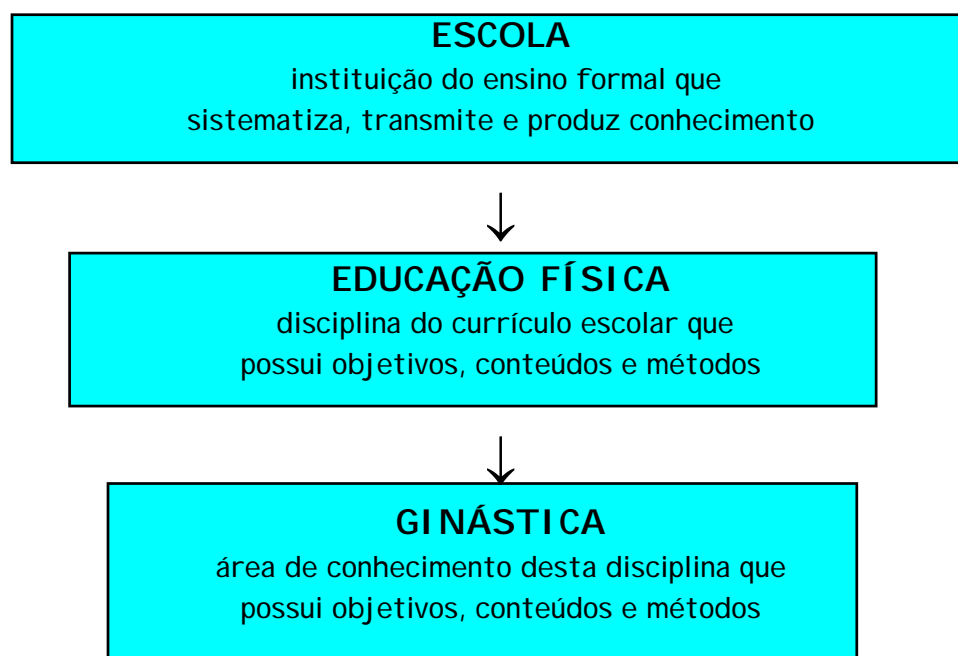 ESCOLA
instituição do ensino formal que
sistematiza, transmite e produz conhecimento
EDUCAÇÃO FÍSICA
disciplina do currículo escolar que
possui objetivos, conteúdos e métodos
GINÁSTICA
área de conhecimento desta disciplina que
possui objetivos, conteúdos e métodos